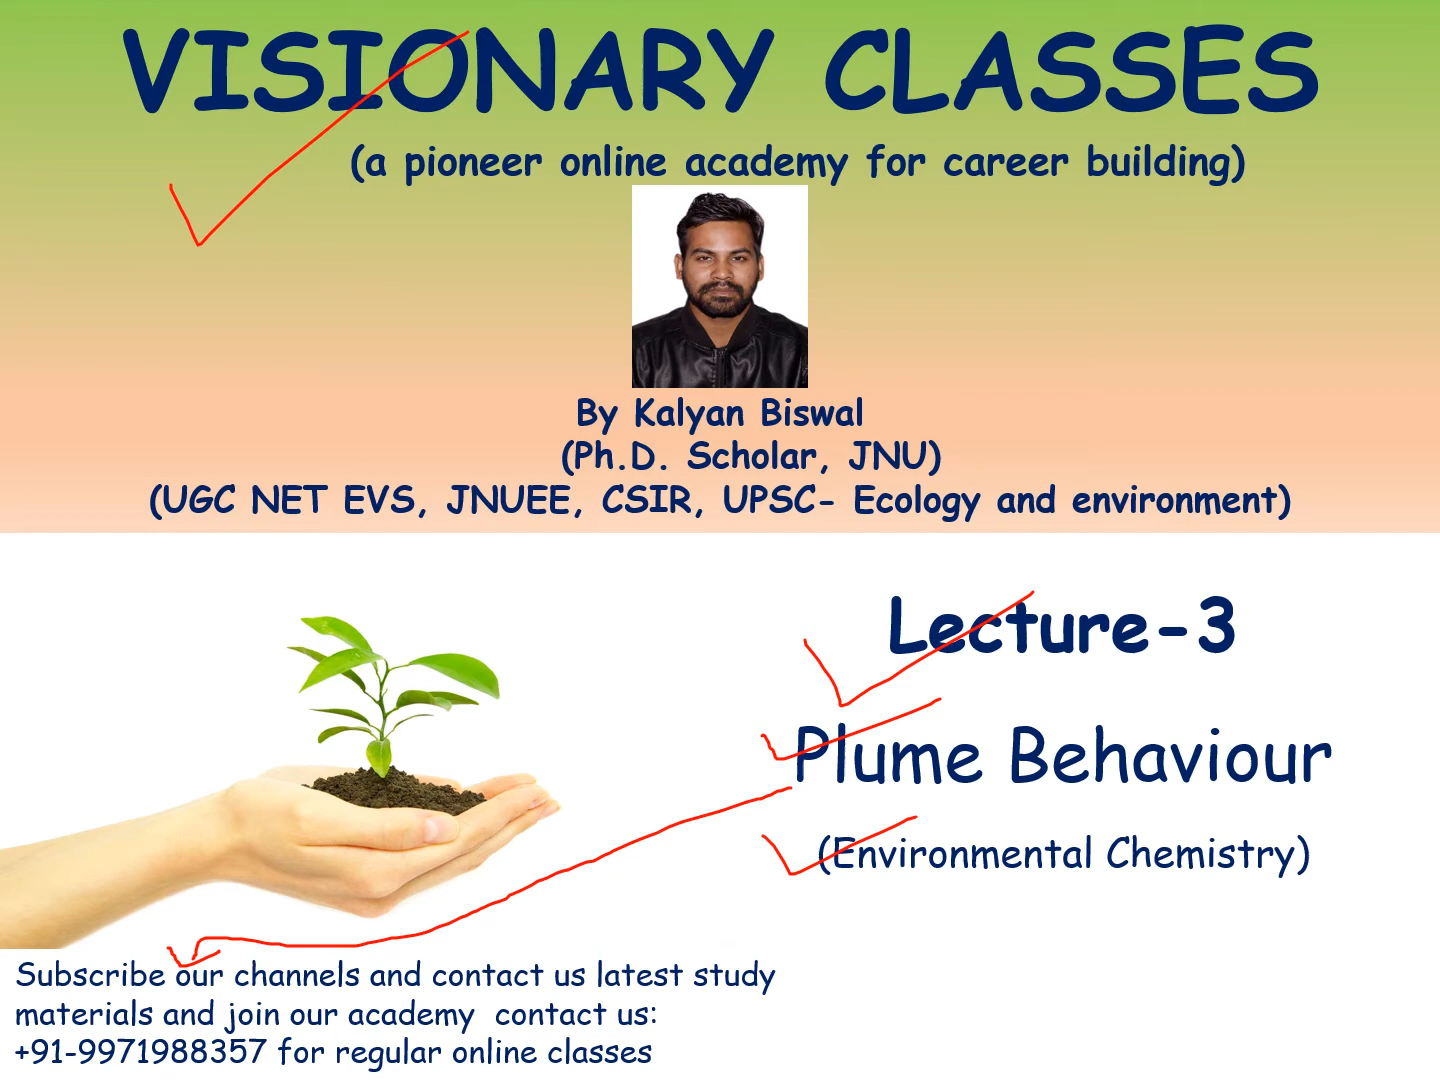 VISIONARY CLASSES
(a pioneer online academy for career building)
By Kalyan Biswal
(Ph.D. Scholar, JNU)
(UGC NET EVS, JNUEE, CSIR, UPSC- Ecology and environment)
Lecture-3
Plume Behaviour
(Environmental Chemistry)
Subscribe our channels and contact us latest study
materials and join our academy contact us:
+91-9971988357 for regular online classes